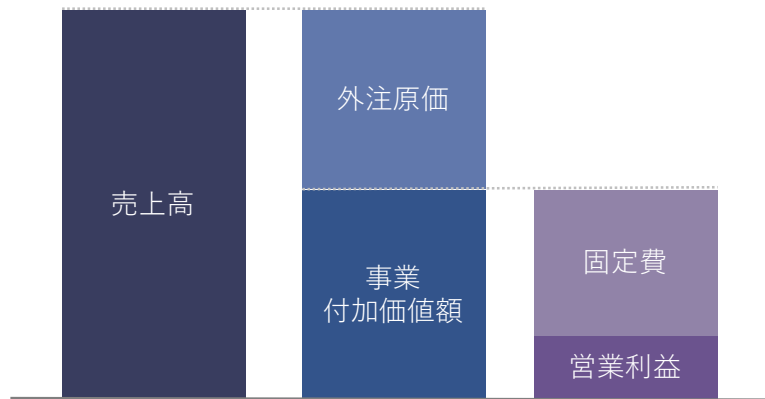 売上高
外注原価
事業
付加価値額
固定費
営業利益